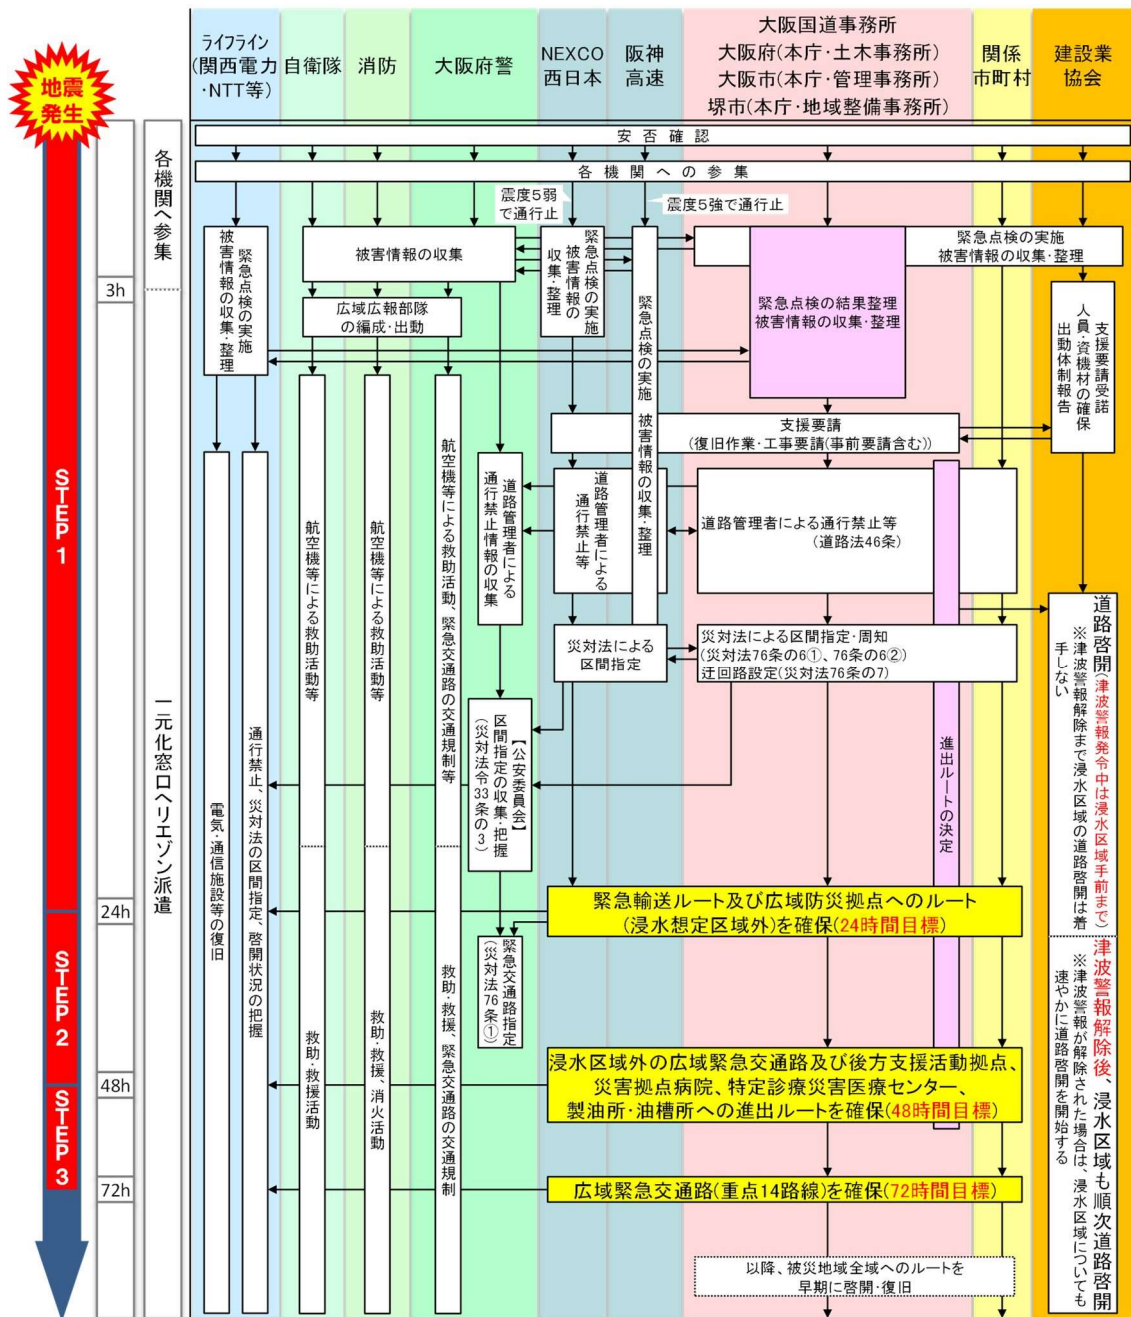 地震
発生
ライフライン
(関西電力
・NTT等)
自衛隊
消防
大阪府警
NEXCO
西日本
阪神
高速
大阪国道事務所
大阪府(本庁・土木事務所)
大阪市(本庁・管理事務所)
堺市(本庁・地域整備事務所)
関係
市町村
建設業
協会
安否確認
各機関への参集
震度5弱
で通行止
震度5強で通行止
STEP1
STEP2
STEP3
3h
24h
48h
72h
各機関へ参集
一元化窓口へリエゾン派遣
緊急点検の実施
被害情報の収集・整理
被害情報の収集
緊急点検の実施
被害情報の
収集・整理
緊急点検の実施 被害情報の収集・整理
緊急点検の実施
被害情報の収集・整理
緊急点検の結果整理
被害情報の収集・整理
広域広報部隊
の編成・出動
支援要請受諾
人員・資機材の確保
出動体制報告
支援要請
(復旧作業・工事要請(事前要請含む))
道路管理者による
通行禁止情報の収集
道路管理者による
通行禁止等
道路管理者による通行禁止等
(道路法46条)
災対法による
区間指定
災対法による区間指定・周知
(災対法76条の6①、76条の6②)
迂回路設定(災対法76条の7)
【公安委員会】
区間指定の収集・把握
(災対法令33条の3)
進出ルートの決定
電気・通信施設等の復旧
通行禁止、災対法の区間指定、啓開状況の把握
航空機等による救助活動等
救助・救援活動
航空機等による救助活動等
救助・救援、消火活動
航空機等による救助活動、緊急交通路の交通規制等
救助・救援、緊急交通路の交通規制
緊急輸送ルート及び広域防災拠点へのルート
(浸水想定区域外)を確保(24時間目標)
緊急交通路指定
(災対法76条①)
浸水区域外の広域緊急交通路及び後方支援活動拠点、
災害拠点病院、特定診療災害医療センター、
製油所・油槽所への進出ルートを確保(48時間目標)
広域緊急交通路(重点14路線)を確保(72時間目標)
以降、被災地域全域へのルートを
早期に啓開・復旧
道路啓開(津波警報発令中は浸水区域手前まで)
※津波警報解除まで浸水区域の道路啓開は着
手しない
津波警報解除後、浸水区域も順次道路啓開
※津波警報が解除された場合は、浸水区域についても
速やかに道路啓開を開始する